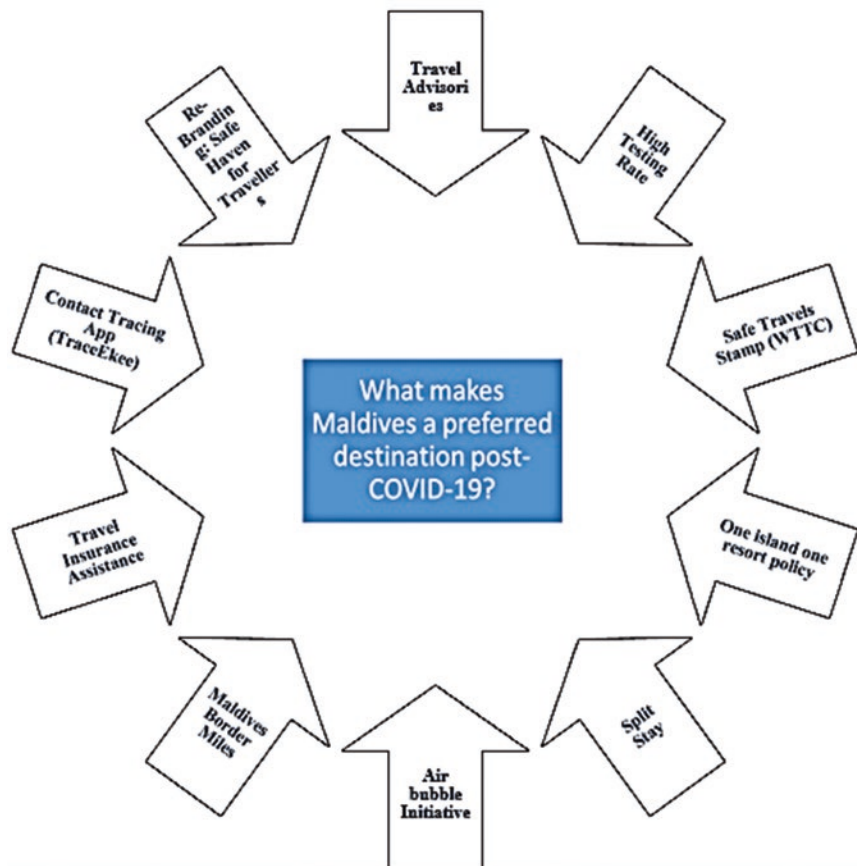 Travel
Advisori
es
High
Testing
Rate
Safe Travels
Stamp (WTTC)
One island one
resort policy
Split
Stay
Air
bubble
Initiative
Maldives
Border
Miles
Travel
Insurance
Assistance
Contact Tracing
App
(TraceEkee)
Re-
Brandin
g: Safe
Haven
for
Traveller
s
What makes
Maldives a preferred
destination post-
COVID-19?